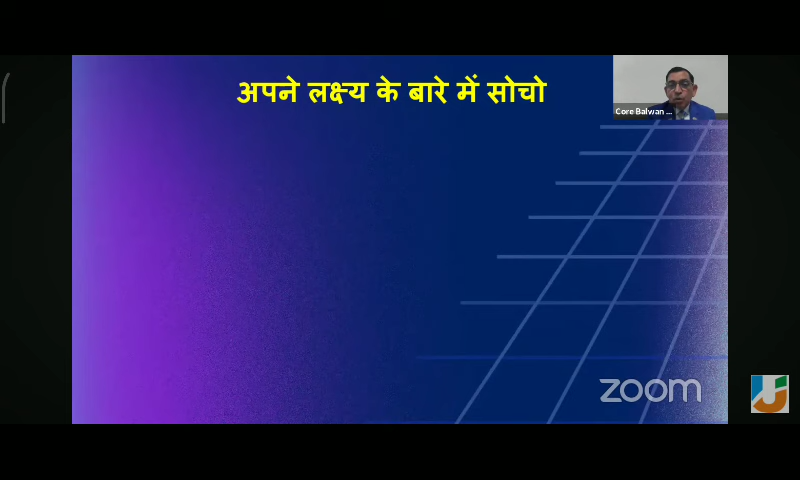 अपने लक्ष्य के बारे में सोचो
Core Balwan ...
zoom